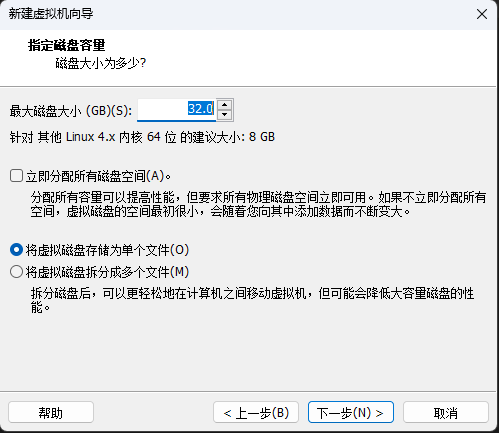 新建虚拟机向导
指定磁盘容量
磁盘大小为多少?
最大磁盘大小 (GB)(S): 32.0
针对 其他 Linux 4.x 内核 64 位 的建议大小: 8 GB
立即分配所有磁盘空间(A)。
分配所有容量可以提高性能，但要求所有物理磁盘空间立即可用。如果不立即分配所有
空间，虚拟磁盘的空间最初很小，会随着您向其中添加数据而不断变大。
将虚拟磁盘存储为单个文件(O)
将虚拟磁盘拆分成多个文件(M)
拆分磁盘后，可以更轻松地在计算机之间移动虚拟机，但可能会降低大容量磁盘的性
能。
帮助 < 上一步(B) 下一步(N) > 取消